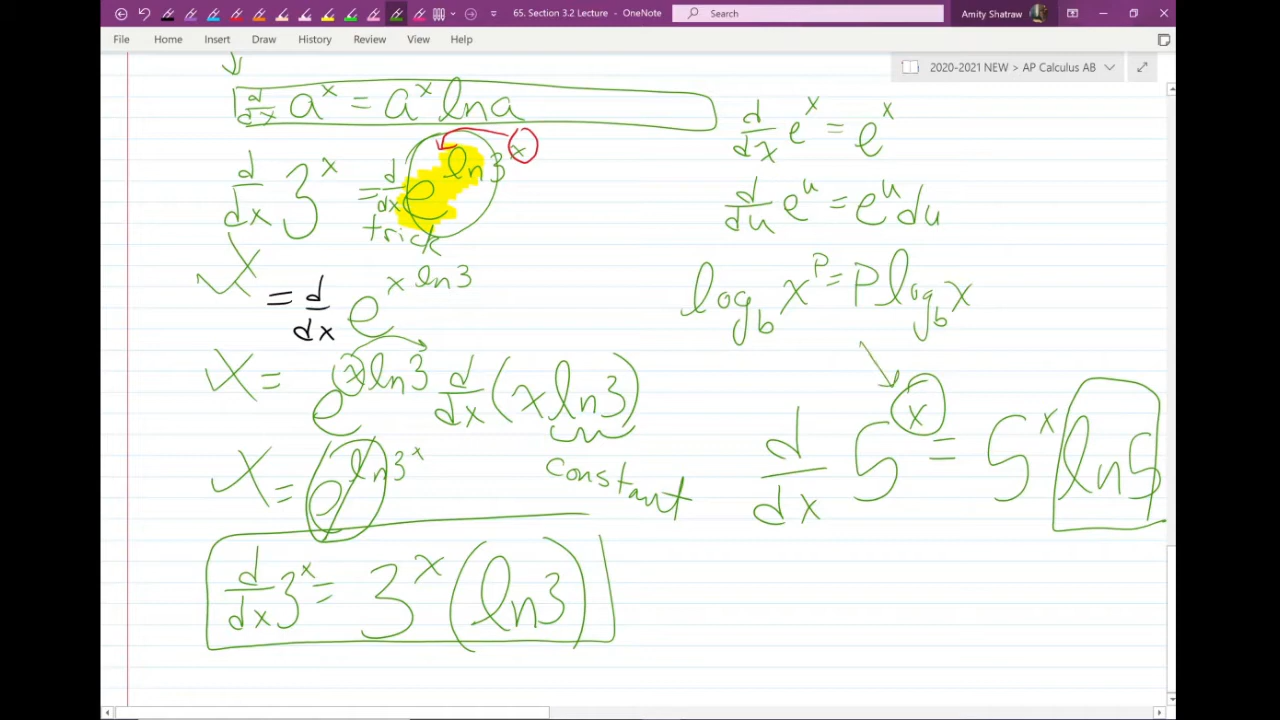 65. Section 3.2 Lecture - OneNote
Search
Amity Shatraw
File Home Insert Draw History Review View Help
2020-2021 NEW > AP Calculus AB
d/dx a^x = a^x ln a
d/dx 3^x = d/dx e^ln 3^x
trick
= d/dx e^x ln 3
= e^x ln 3 d/dx (x ln 3)
constant
= e^ln 3^x
d/dx 3^x = 3^x (ln 3)
d/dx e^x = e^x
d/du e^u = e^u du
log_b x^P = P log_b x
d/dx 5^x = 5^x ln 5